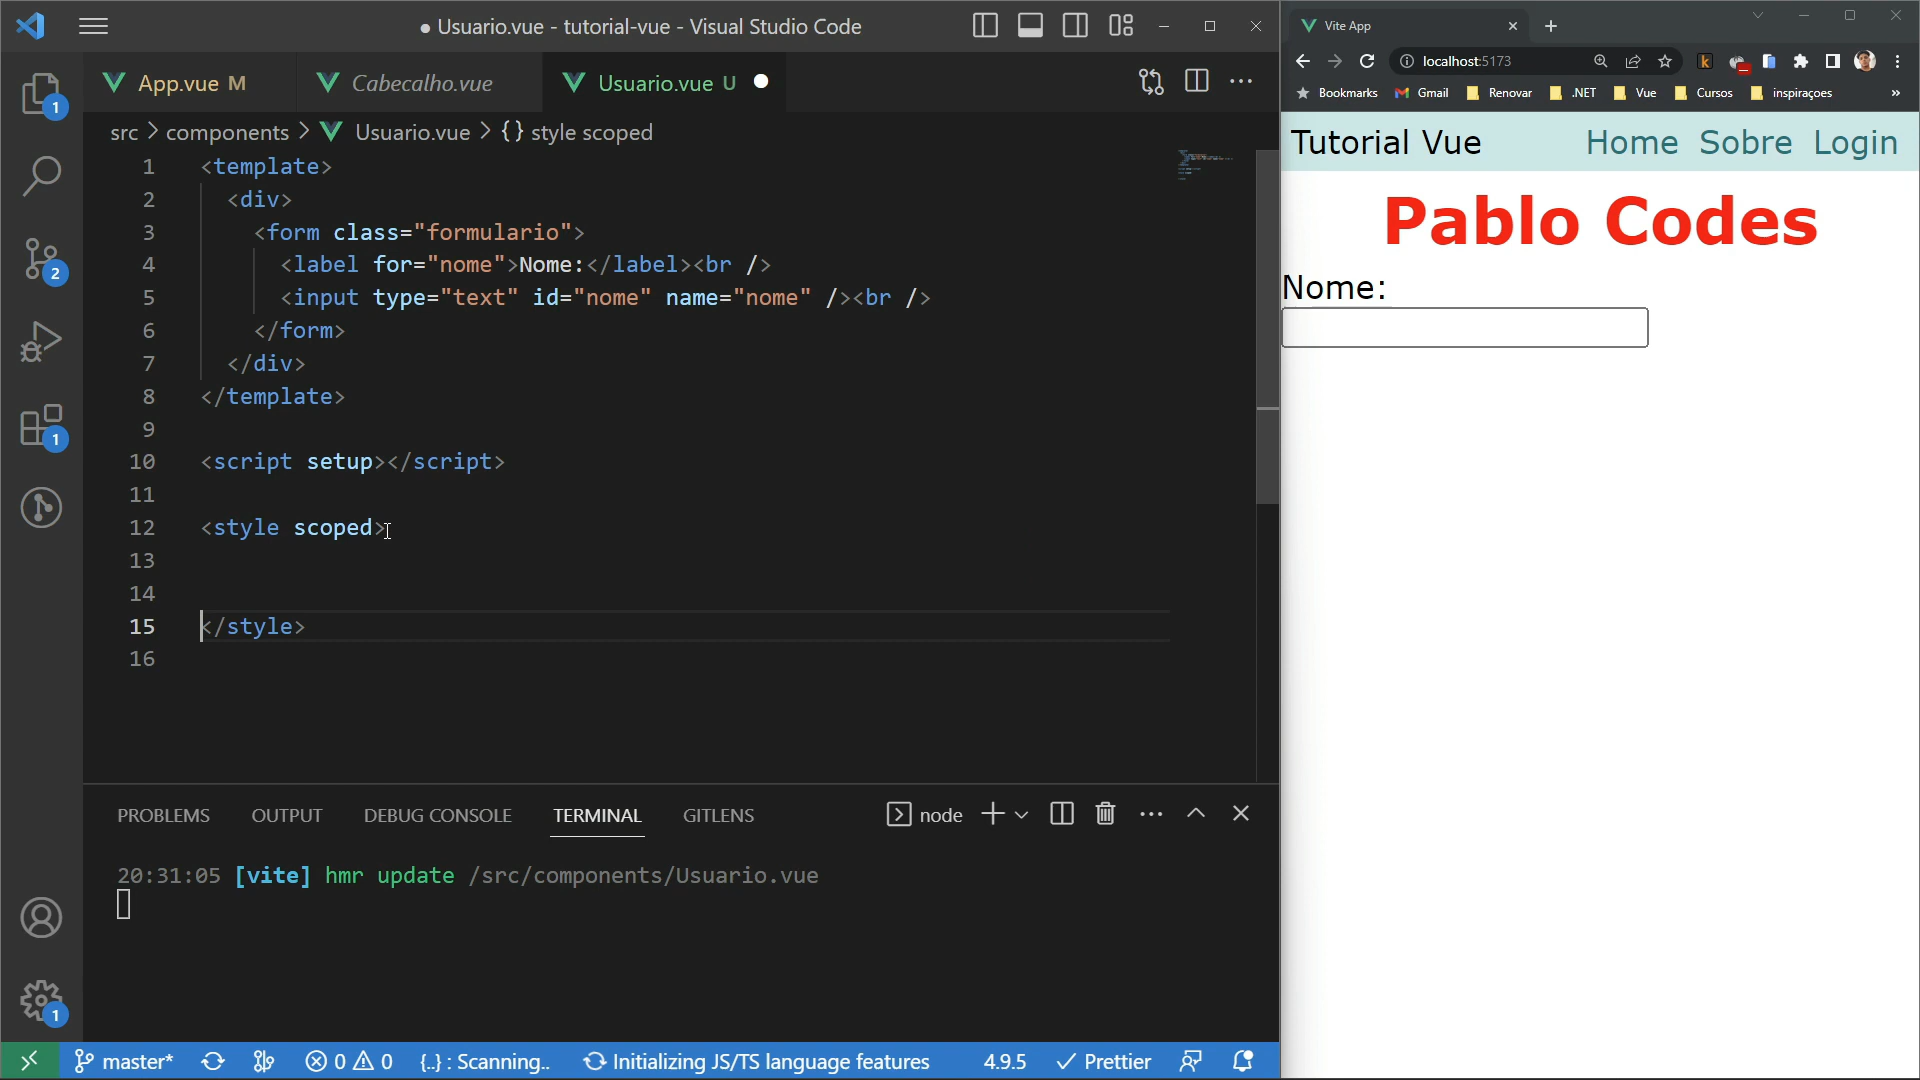 ● Usuario.vue - tutorial-vue - Visual Studio Code
App.vue M
Cabecalho.vue
Usuario.vue U
src > components > Usuario.vue > {} style scoped
1 <template>
2 <div>
3 <form class="formulario">
4 <label for="nome">Nome:</label><br />
5 <input type="text" id="nome" name="nome" /><br />
6 </form>
7 </div>
8 </template>
9
10 <script setup></script>
11
12 <style scoped>
13
14
15 </style>
16
1
2
1
1
PROBLEMS OUTPUT DEBUG CONSOLE TERMINAL GITLENS
node
20:31:05 [vite] hmr update /src/components/Usuario.vue
master* 0 0 {..} : Scanning.. Initializing JS/TS language features 4.9.5 Prettier
Vite App
localhost:5173
k
Bookmarks Gmail Renovar .NET Vue Cursos inspiraçoes »
Tutorial Vue Home Sobre Login
Pablo Codes
Nome: